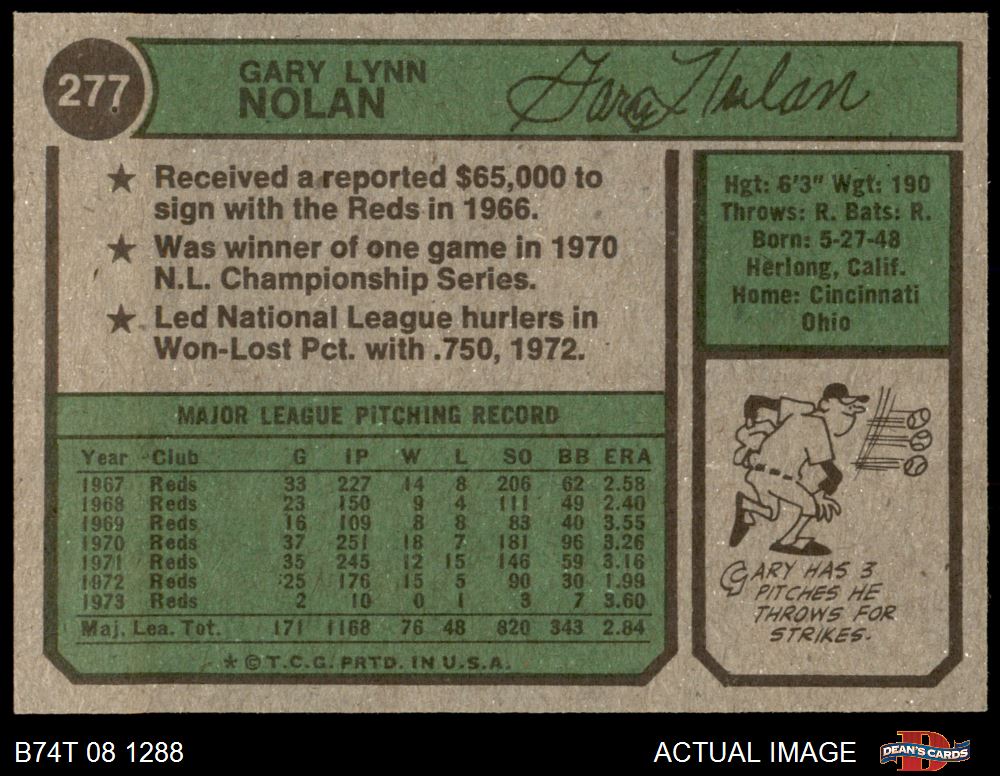 277
GARY LYNN
NOLAN
Gary Nolan
★ Received a reported $65,000 to
sign with the Reds in 1966.
★ Was winner of one game in 1970
N.L. Championship Series.
★ Led National League hurlers in
Won-Lost Pct. with .750, 1972.
Hgt: 6'3" Wgt: 190
Throws: R. Bats: R.
Born: 5-27-48
Herlong, Calif.
Home: Cincinnati
Ohio
MAJOR LEAGUE PITCHING RECORD
Year Club G IP W L SO BB ERA
1967 Reds 33 227 14 8 206 62 2.58
1968 Reds 23 150 9 4 111 49 2.40
1969 Reds 16 109 8 8 83 40 3.55
1970 Reds 37 251 18 7 181 96 3.26
1971 Reds 35 245 12 15 146 59 3.16
1972 Reds 25 176 15 5 90 30 1.99
1973 Reds 2 10 0 1 3 7 3.60
Maj. Lea. Tot. 171 1168 76 48 820 343 2.84
★ © T.C.G. PRTD. IN U.S.A.
GARY HAS 3
PITCHES HE
THROWS FOR
STRIKES.
B74T 08 1288
ACTUAL IMAGE
DEAN'S CARDS